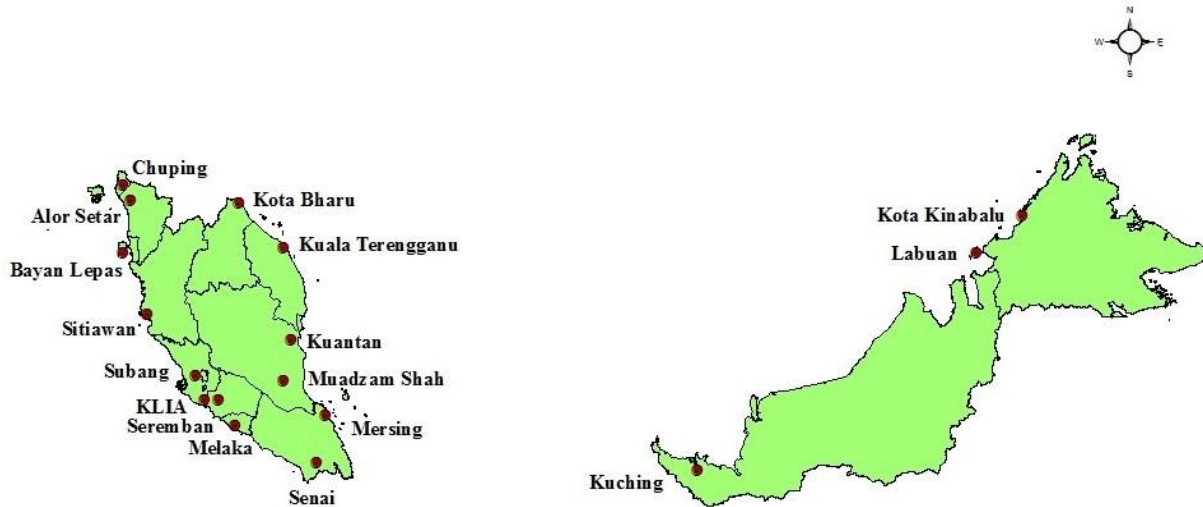 N
W E
S
Chuping
Alor Setar
Kota Bharu
Kuala Terengganu
Bayan Lepas
Sitiawan
Kuantan
Subang
Muadzam Shah
KLIA
Seremban
Mersing
Melaka
Senai
Kota Kinabalu
Labuan
Kuching